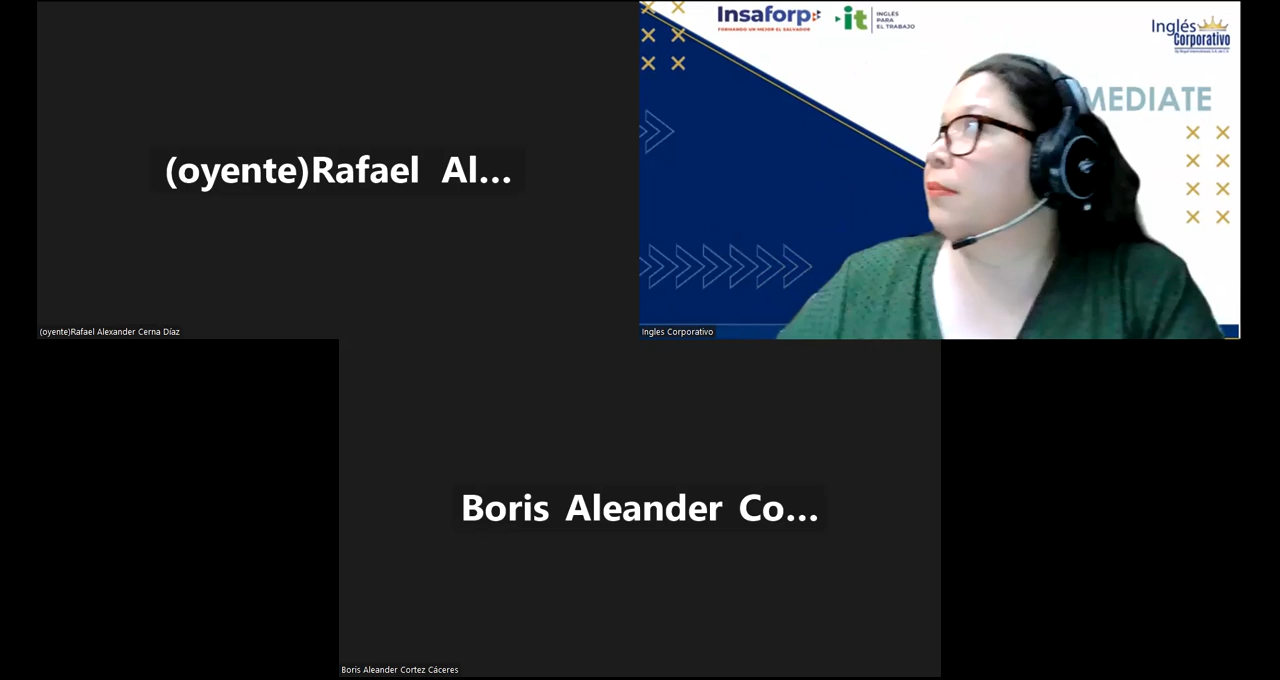 (oyente)Rafael Al...
(oyente)Rafael Alexander Cerna Díaz
Insaforp
FORMANDO UN MEJOR EL SALVADOR
it
INGLÉS
PARA
EL TRABAJO
Inglés
Corporativo
MEDIATE
Ingles Corporativo
Boris Aleander Co...
Boris Aleander Cortez Cáceres